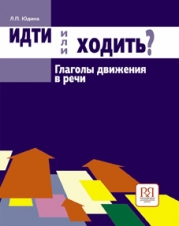 Л.П. Юдина
ИДТИ или ХОДИТЬ?
Глаголы движения
в речи